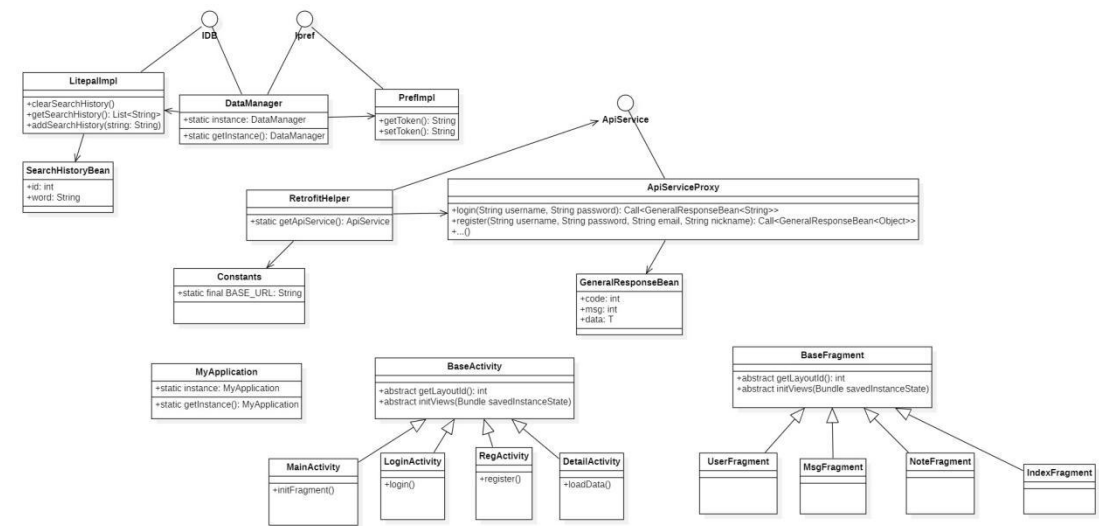 IDB
Ipref
LitepalImpl
+clearSearchHistory()
+getSearchHistory(): List<String>
+addSearchHistory(string: String)
DataManager
+static instance: DataManager
+static getInstance(): DataManager
PrefImpl
+getToken(): String
+setToken(): String
ApiService
SearchHistoryBean
+id: int
+word: String
RetrofitHelper
+static getApiService(): ApiService
ApiServiceProxy
+login(String username, String password): Call<GeneralResponseBean<String>>
+register(String username, String password, String email, String nickname): Call<GeneralResponseBean<Object>>
+...()
Constants
+static final BASE_URL: String
GeneralResponseBean
+code: int
+msg: int
+data: T
MyApplication
+static instance: MyApplication
+static getInstance(): MyApplication
BaseActivity
+abstract getLayoutId(): int
+abstract initViews(Bundle savedInstanceState)
BaseFragment
+abstract getLayoutId(): int
+abstract initViews(Bundle savedInstanceState)
MainActivity
+initFragment()
LoginActivity
+login()
RegActivity
+register()
DetailActivity
+loadData()
UserFragment
MsgFragment
NoteFragment
IndexFragment